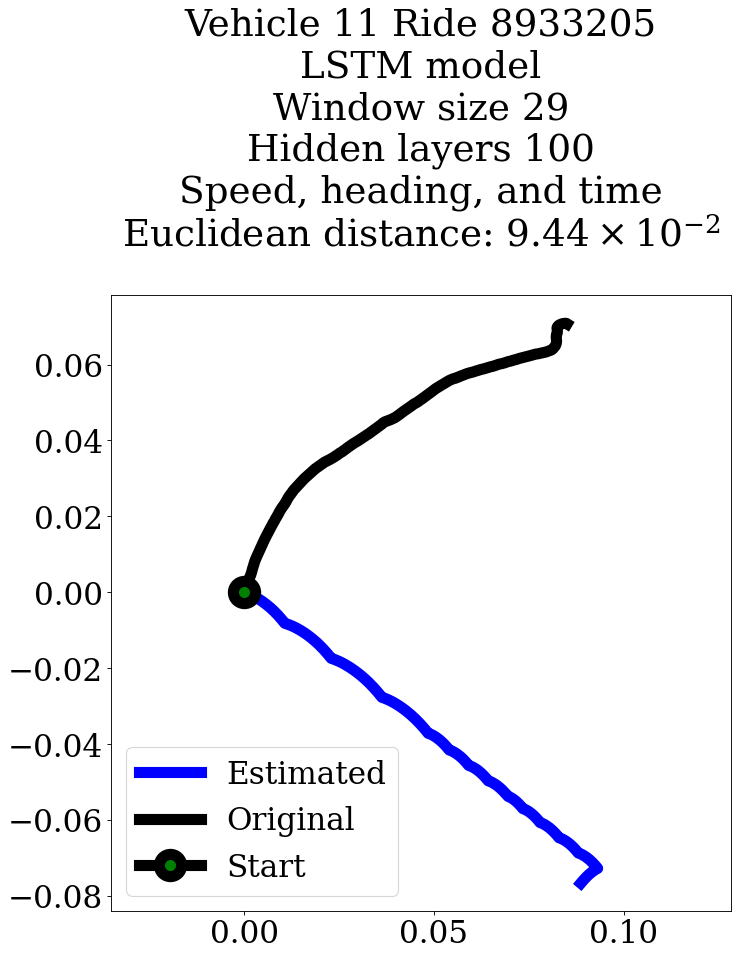 Vehicle 11 Ride 8933205
LSTM model
Window size 29
Hidden layers 100
Speed, heading, and time
Euclidean distance: 9.44 × 10⁻²
0.06
0.04
0.02
0.00
−0.02
−0.04
−0.06
−0.08
Estimated
Original
Start
0.00 0.05 0.10